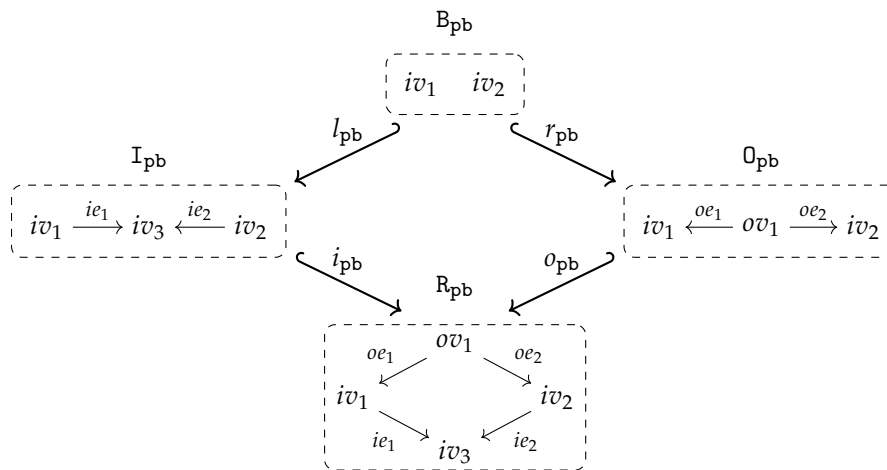 B_pb
iv_1 iv_2
l_pb r_pb
I_pb O_pb
iv_1 ie_1 iv_3 ie_2 iv_2
iv_1 oe_1 ov_1 oe_2 iv_2
i_pb o_pb
R_pb
ov_1
oe_1 oe_2
iv_1 iv_2
ie_1 ie_2
iv_3